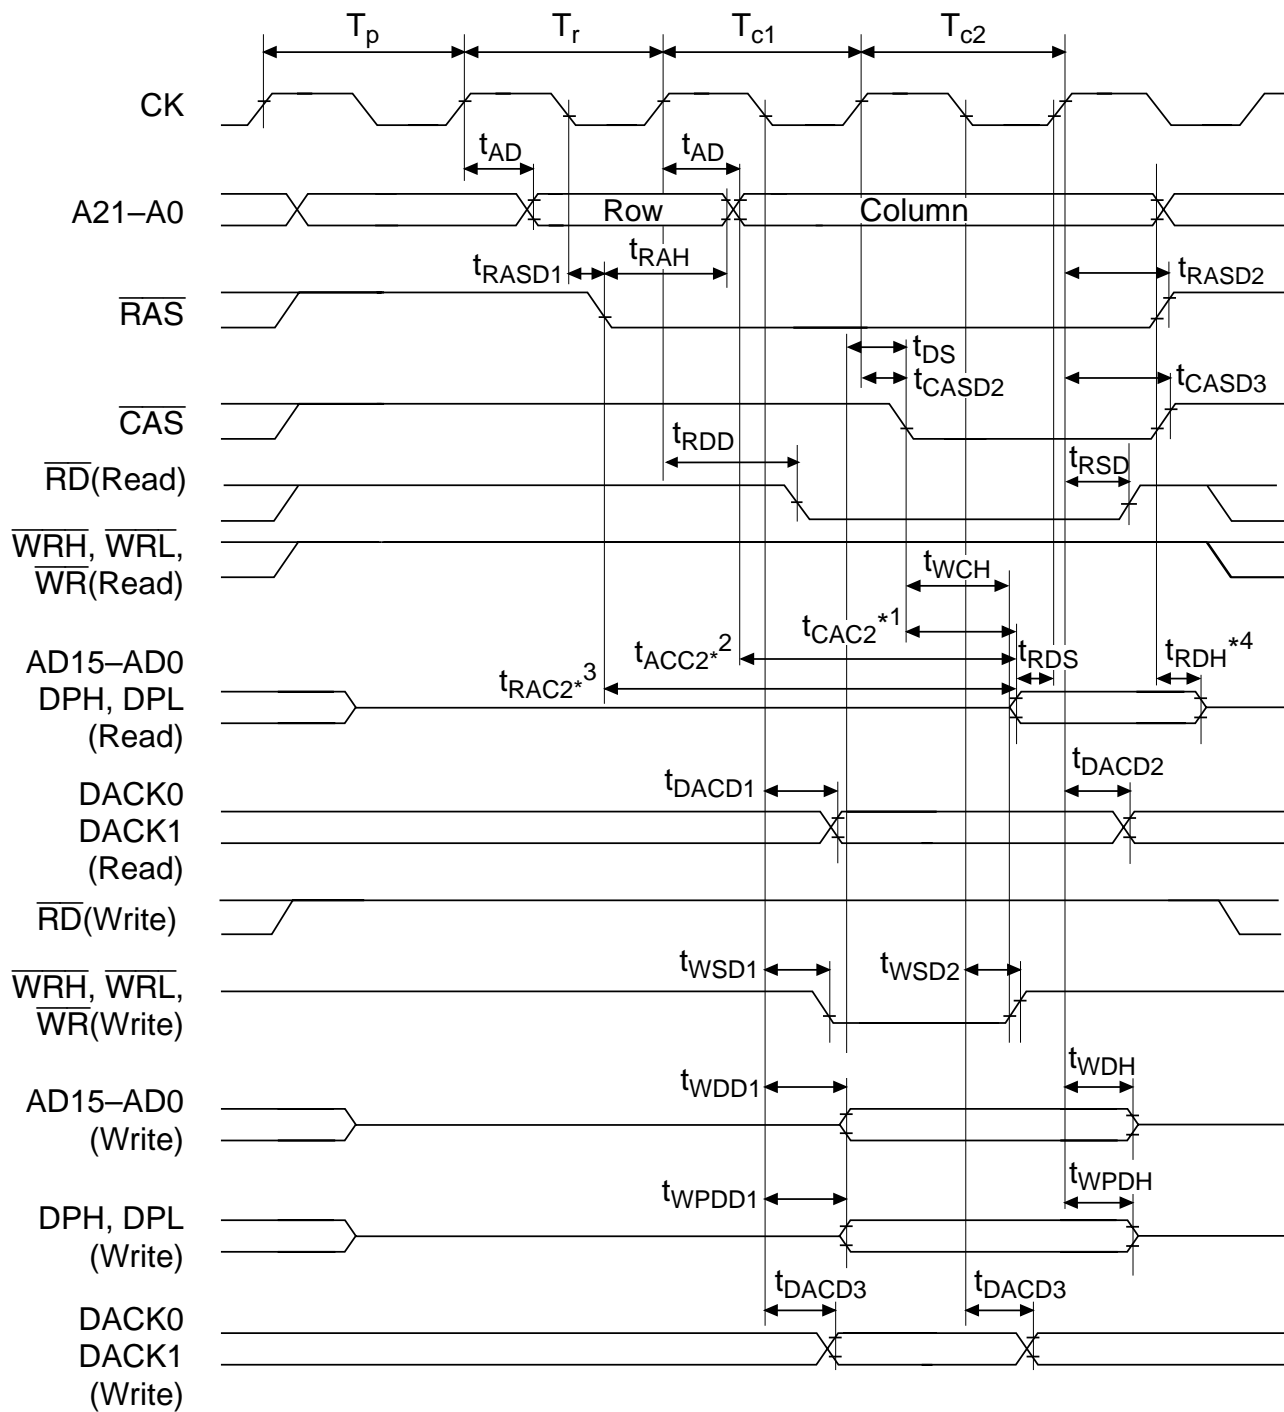 Tp Tr Tc1 Tc2
CK
tAD tAD
A21–A0 Row Column
tRASD1 tRAH tRASD2
RAS
tDS
tCASD2 tCASD3
CAS
tRDD tRSD
RD(Read)
WRH, WRL,
WR(Read)
tWCH
tCAC2*1
tACC2*2 tRDS tRDH*4
tRAC2*3
AD15–AD0
DPH, DPL
(Read)
tDACD1 tDACD2
DACK0
DACK1
(Read)
RD(Write)
tWSD1 tWSD2
WRH, WRL,
WR(Write)
tWDD1 tWDH
AD15–AD0
(Write)
tWPDD1 tWPDH
DPH, DPL
(Write)
tDACD3 tDACD3
DACK0
DACK1
(Write)